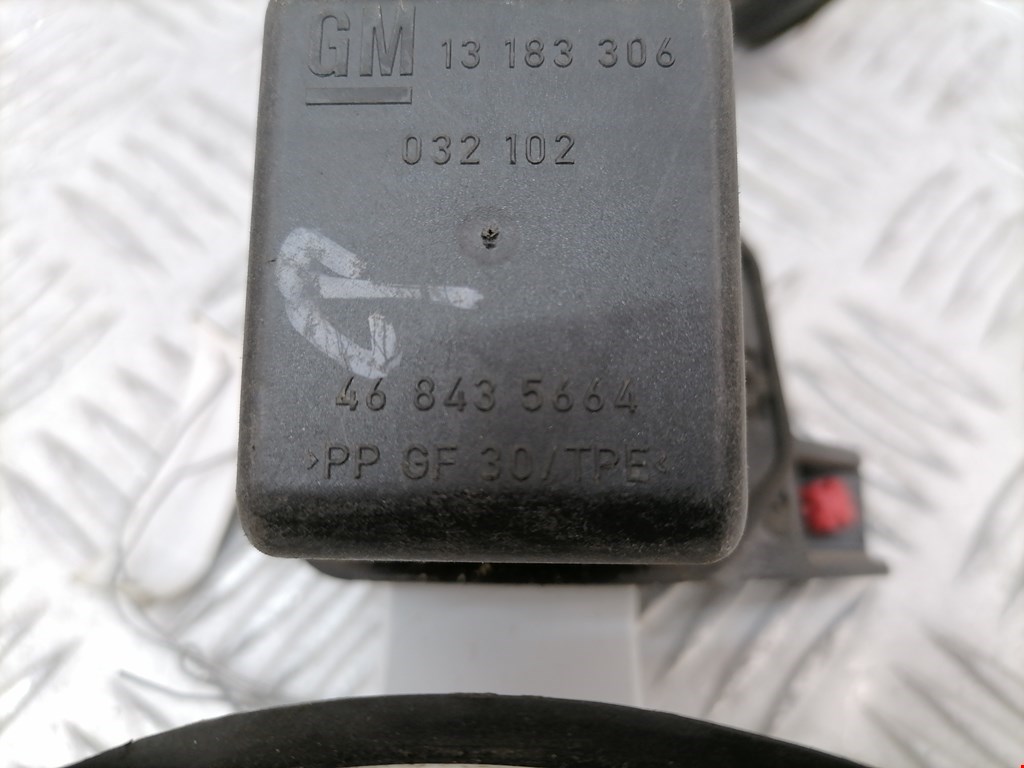 GM 13 183 306
032 102
46 843 5664
>PP GF 30/TPE<